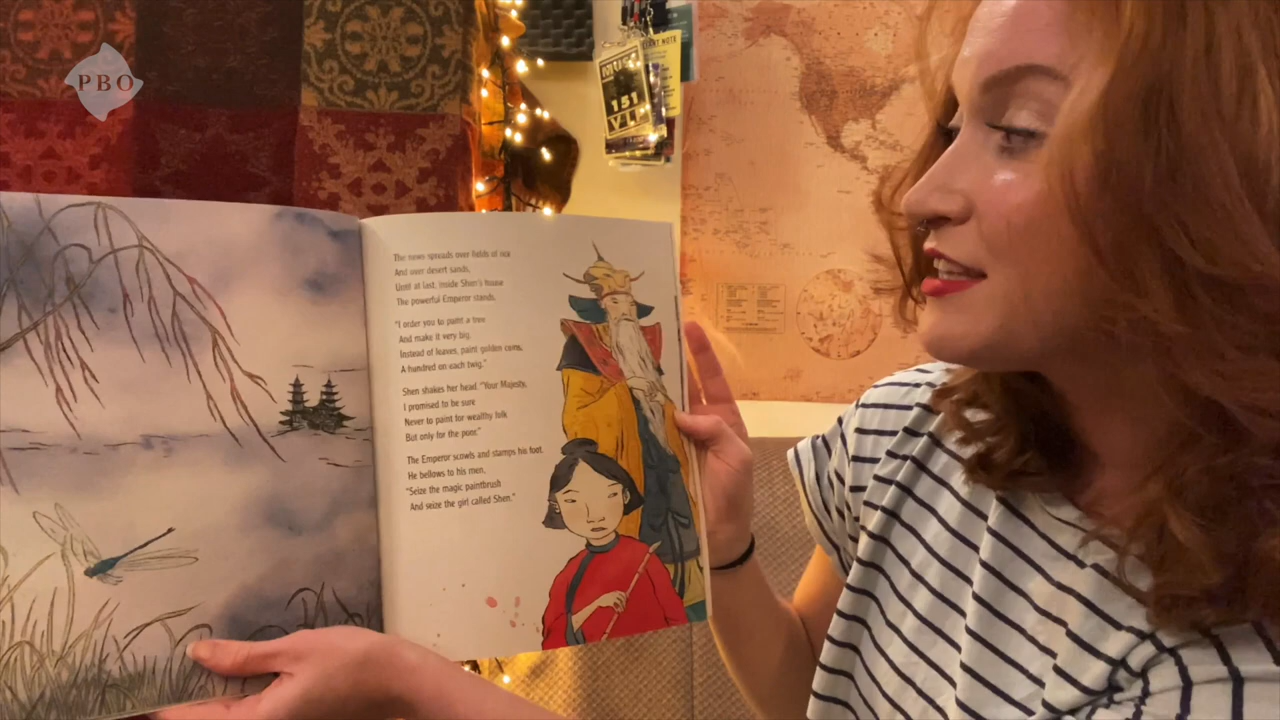 PBO
151
The news spreads over fields of rice
And over desert sands,
Until at last, inside Shen's house
The powerful Emperor stands.
"I order you to paint a tree
And make it very big.
Instead of leaves, paint golden coins,
A hundred on each twig."
Shen shakes her head. "Your Majesty,
I promised to be sure
Never to paint for wealthy folk
But only for the poor."
The Emperor scowls and stamps his foot.
He bellows to his men,
"Seize the magic paintbrush
And seize the girl called Shen."